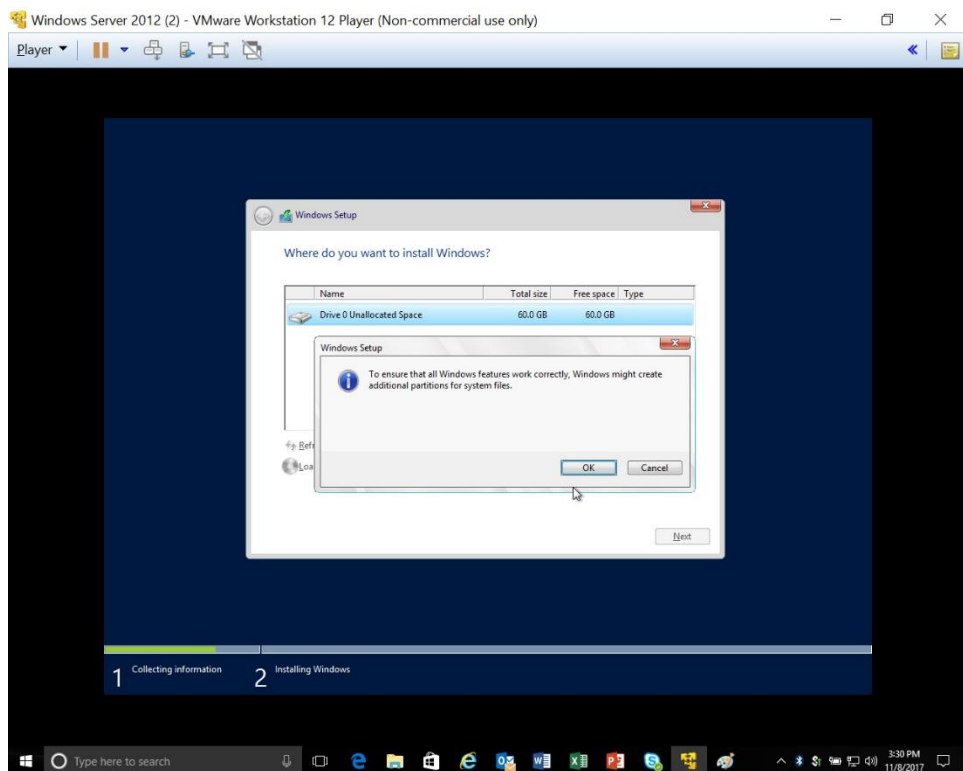 Windows Server 2012 (2) - VMware Workstation 12 Player (Non-commercial use only)
Player
Windows Setup
Where do you want to install Windows?
Name Total size Free space Type
Drive 0 Unallocated Space 60.0 GB 60.0 GB
Windows Setup
To ensure that all Windows features work correctly, Windows might create
additional partitions for system files.
Refr
Loa
OK Cancel
Next
1 Collecting information 2 Installing Windows
Type here to search
3:30 PM
11/8/2017